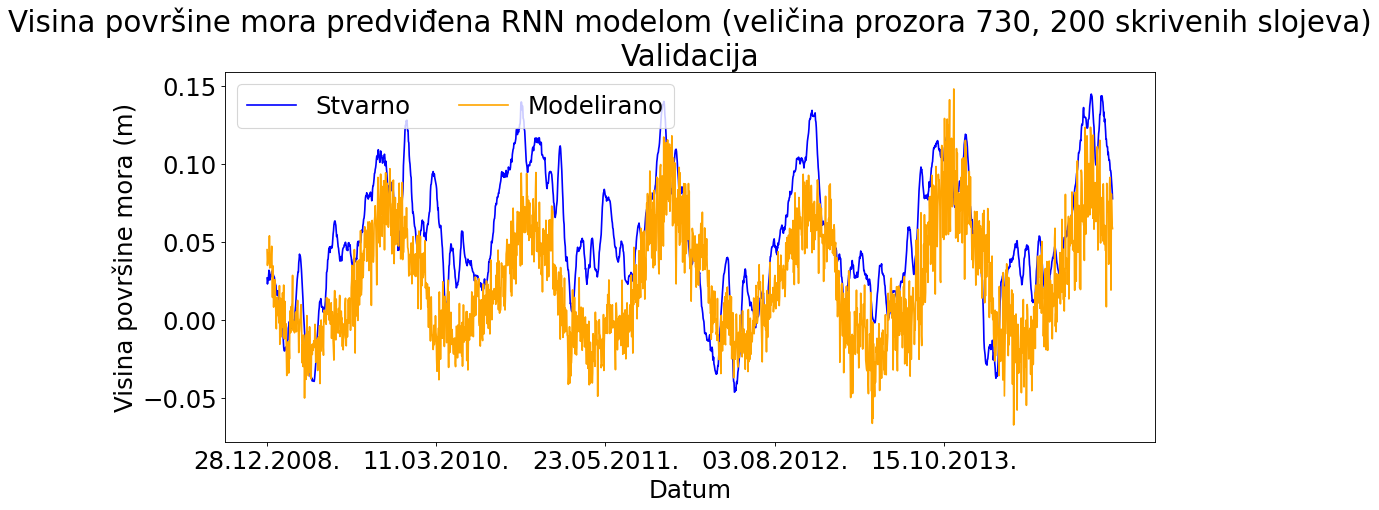 Visina površine mora predviđena RNN modelom (veličina prozora 730, 200 skrivenih slojeva)
Validacija
Stvarno
Modelirano
Visina površine mora (m)
0.15
0.10
0.05
0.00
−0.05
28.12.2008.
11.03.2010.
23.05.2011.
03.08.2012.
15.10.2013.
Datum